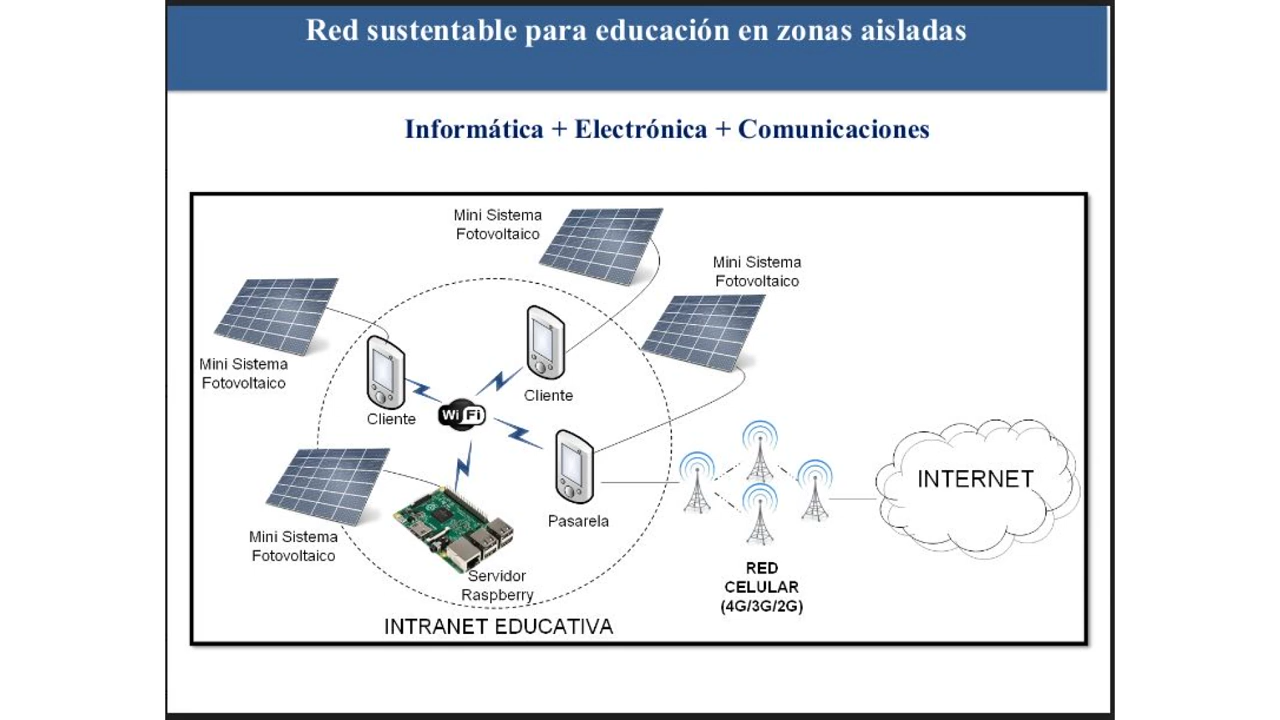 Red sustentable para educación en zonas aisladas
Informática + Electrónica + Comunicaciones
Mini Sistema
Fotovoltaico
Mini Sistema
Fotovoltaico
Mini Sistema
Fotovoltaico
Cliente
Cliente
Wi Fi
INTERNET
Pasarela
Mini Sistema
Fotovoltaico
Servidor
Raspberry
RED
CELULAR
(4G/3G/2G)
INTRANET EDUCATIVA